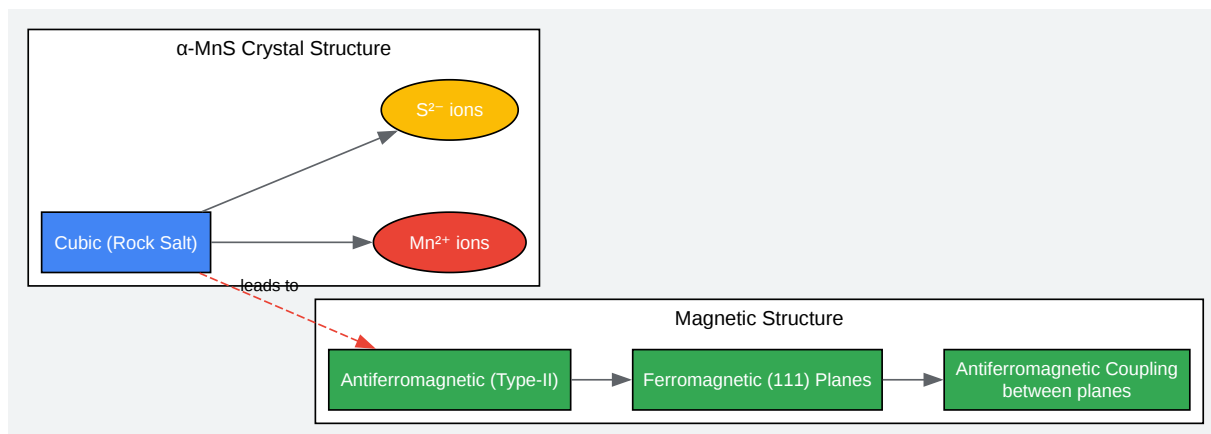 α-MnS Crystal Structure
S²⁻ ions
Cubic (Rock Salt)
Mn²⁺ ions
leads to
Magnetic Structure
Antiferromagnetic (Type-II)
Ferromagnetic (111) Planes
Antiferromagnetic Coupling
between planes